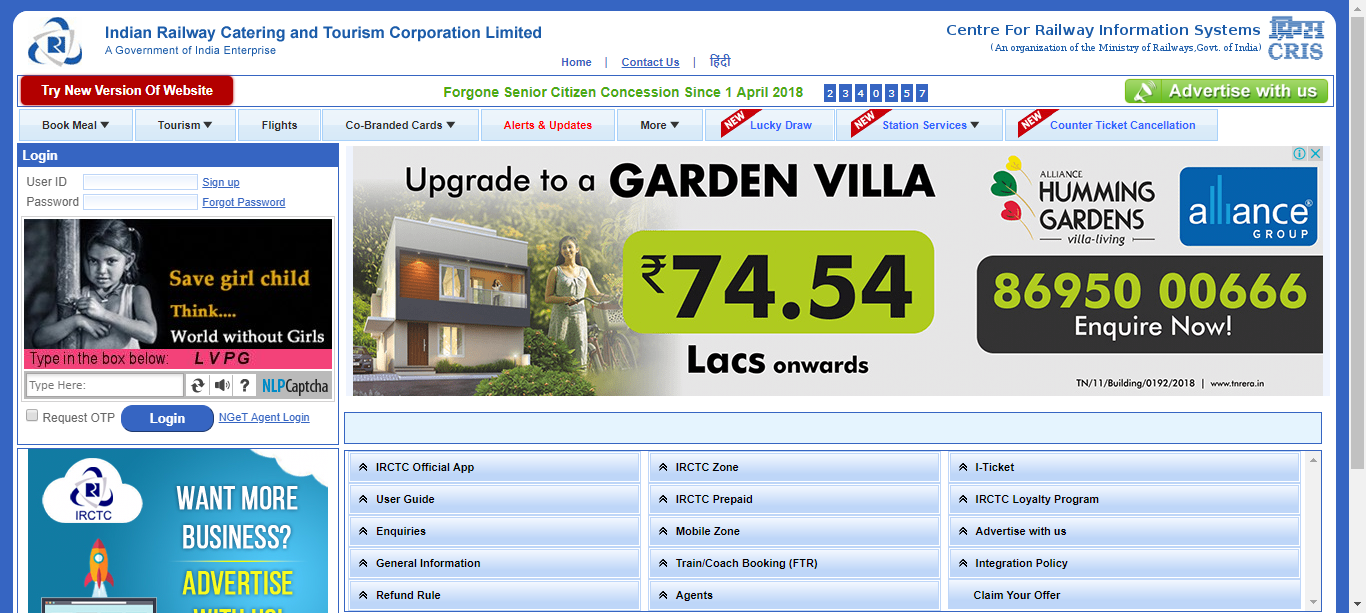 Indian Railway Catering and Tourism Corporation Limited
A Government of India Enterprise
Centre For Railway Information Systems
(An organization of the Ministry of Railways,Govt. of India)
CRIS
Home | Contact Us | हिंदी
Try New Version Of Website
Forgone Senior Citizen Concession Since 1 April 2018 2 3 4 0 3 5 7
Advertise with us
Book Meal Tourism Flights Co-Branded Cards Alerts & Updates More NEW Lucky Draw NEW Station Services NEW Counter Ticket Cancellation
Login
User ID Sign up
Password Forgot Password
Save girl child
Think....
World without Girls
Type in the box below: LVPG
Type Here: ? NLPCaptcha
Request OTP Login NGeT Agent Login
Upgrade to a GARDEN VILLA
₹74.54
Lacs onwards
ALLIANCE
HUMMING
GARDENS
villa-living
alliance®
GROUP
86950 00666
Enquire Now!
TN/11/Building/0192/2018 | www.tnrera.in
IRCTC
WANT MORE
BUSINESS?
ADVERTISE
WITH US!
IRCTC Official App IRCTC Zone I-Ticket
User Guide IRCTC Prepaid IRCTC Loyalty Program
Enquiries Mobile Zone Advertise with us
General Information Train/Coach Booking (FTR) Integration Policy
Refund Rule Agents Claim Your Offer